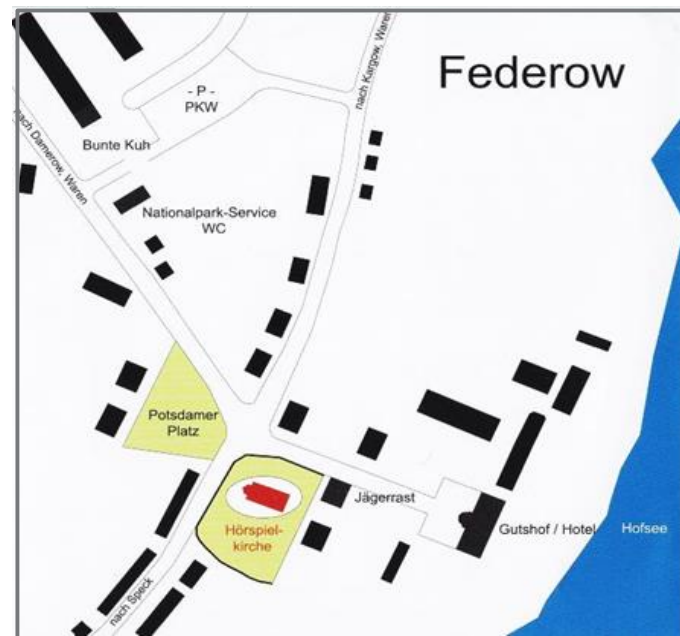 Federow
- P -
PKW
nach Kargow, Waren
nach Damerow, Waren
Bunte Kuh
Nationalpark-Service
WC
Potsdamer
Platz
Hörspiel-
kirche
Jägerrast
Gutshof / Hotel
Hofsee
nach Speck